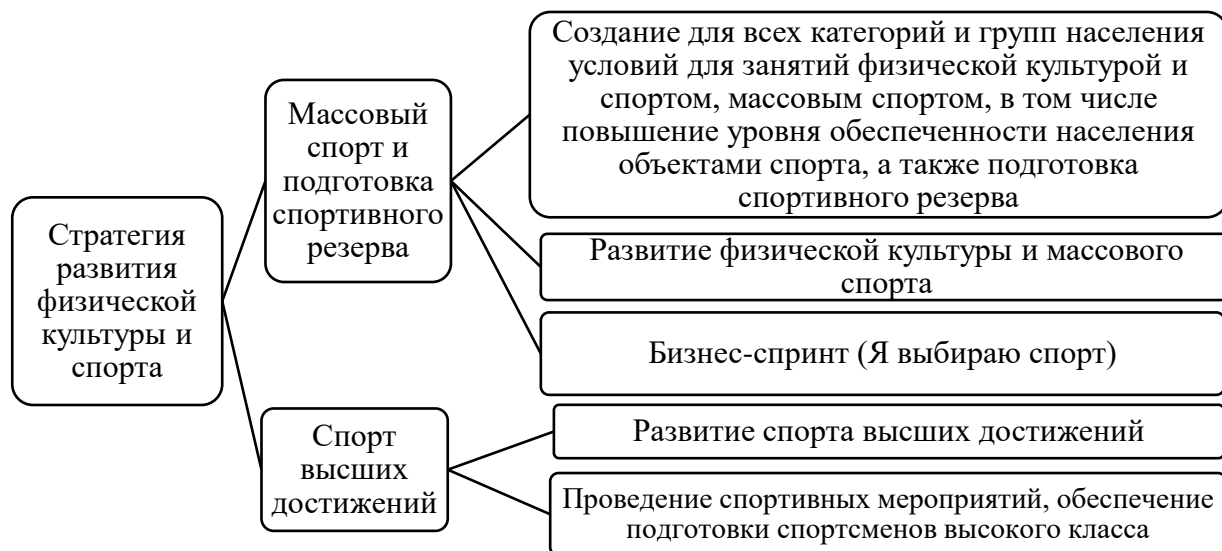 Стратегия
развития
физической
культуры и
спорта
Массовый
спорт и
подготовка
спортивного
резерва
Создание для всех категорий и групп населения
условий для занятий физической культурой и
спортом, массовым спортом, в том числе
повышение уровня обеспеченности населения
объектами спорта, а также подготовка
спортивного резерва
Развитие физической культуры и массового
спорта
Бизнес-спринт (Я выбираю спорт)
Спорт
высших
достижений
Развитие спорта высших достижений
Проведение спортивных мероприятий, обеспечение
подготовки спортсменов высокого класса